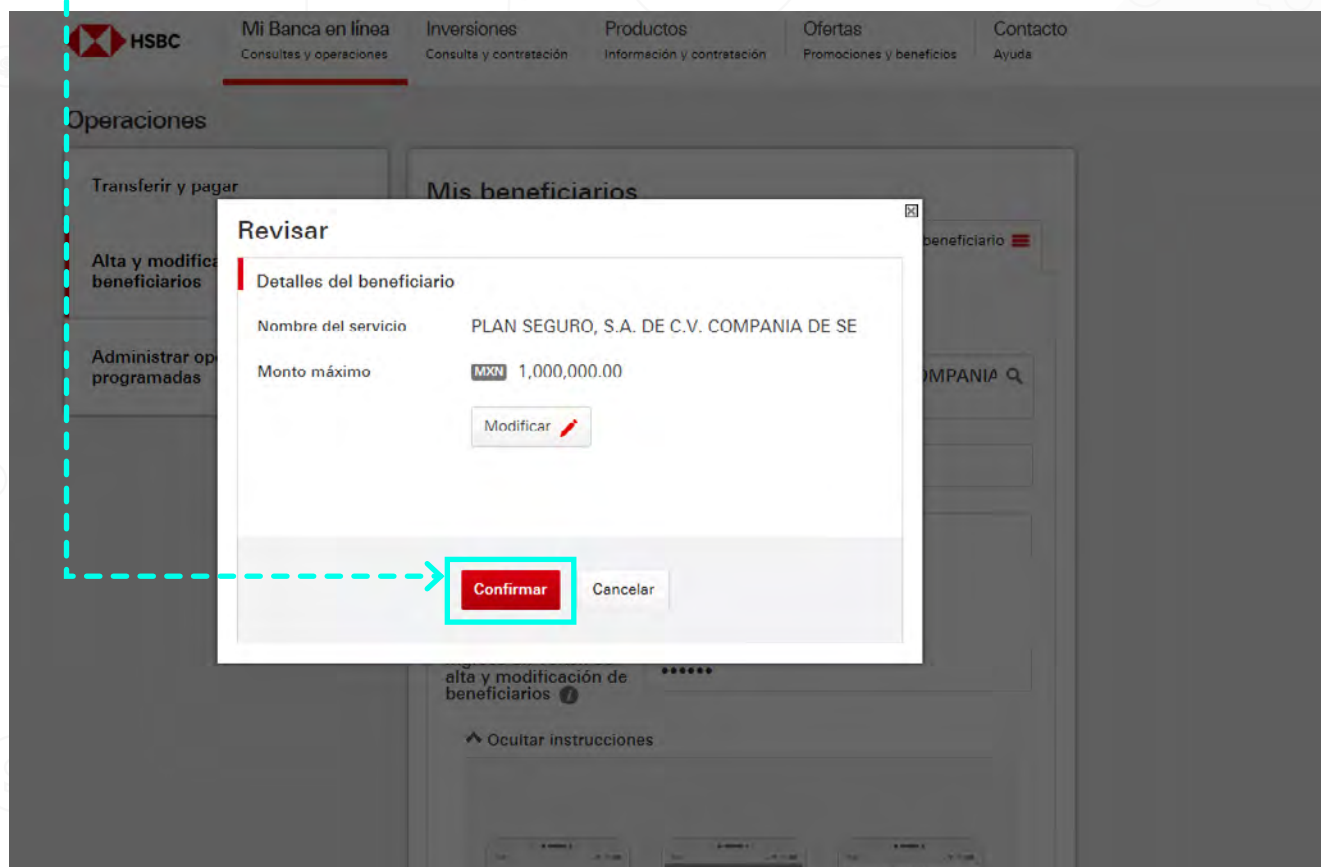 HSBC
Mi Banca en línea
Consultas y operaciones
Inversiones
Consulta y contratación
Productos
Información y contratación
Ofertas
Promociones y beneficios
Contacto
Ayuda
Operaciones
Transferir y pagar
Alta y modifica
beneficiarios
Administrar op
programadas
Mis beneficiarios
beneficiario
Revisar
Detalles del beneficiario
Nombre del servicio PLAN SEGURO, S.A. DE C.V. COMPANIA DE SE
Monto máximo MXN 1,000,000.00
Modificar
OMPANIA
Confirmar Cancelar
alta y modificación de
beneficiarios
Ocultar instrucciones